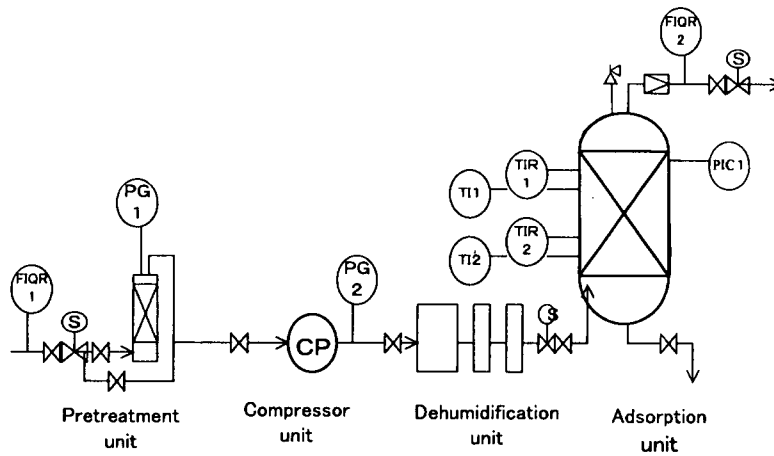 FIQR
2
S
PIC 1
TIR
1
TI1
TIR
2
TI2
PG
1
PG
2
FIQR
1
S
S
CP
Pretreatment
unit
Compressor
unit
Dehumidification
unit
Adsorption
unit